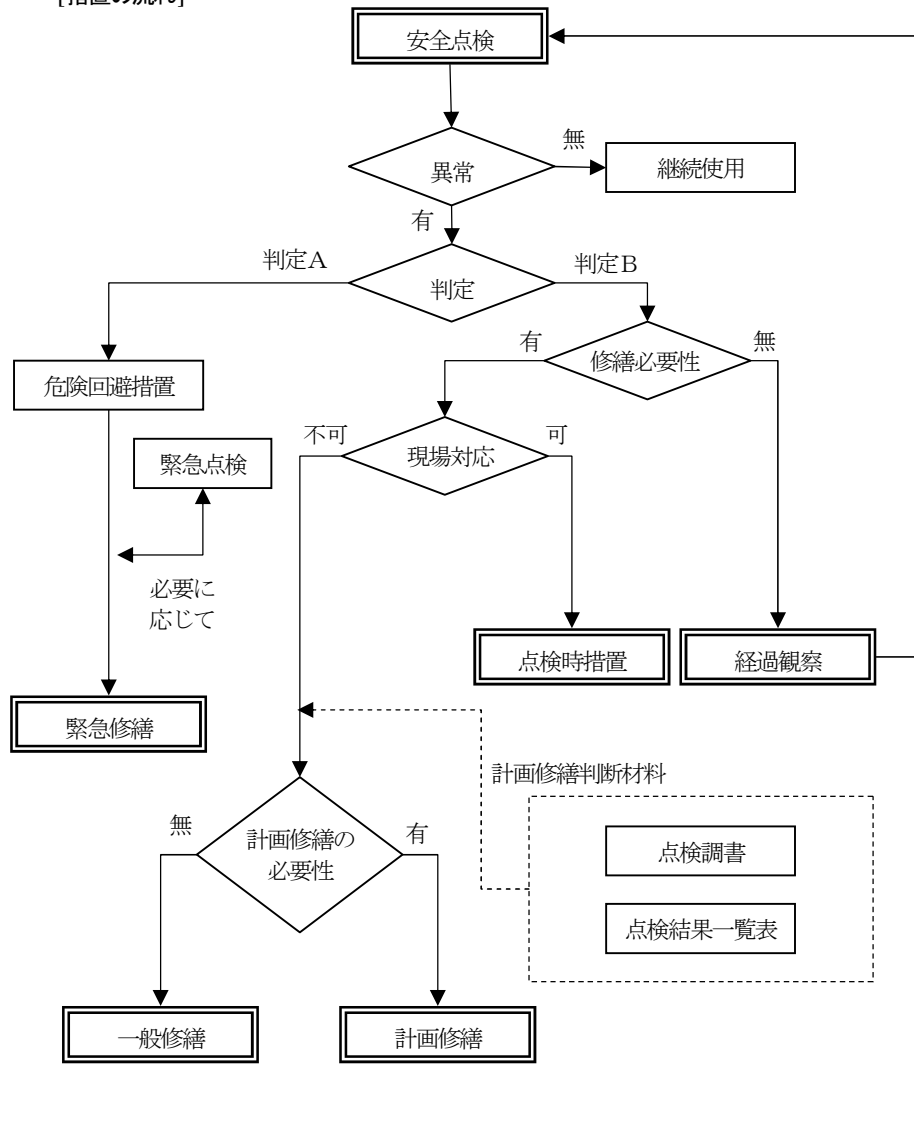 [措置の流れ]
安全点検
無
異常
継続使用
有
判定A
判定B
判定
有
無
修繕必要性
危険回避措置
不可
可
現場対応
緊急点検
必要に
応じて
点検時措置
経過観察
緊急修繕
計画修繕判断材料
無
計画修繕の
必要性
有
点検調書
点検結果一覧表
一般修繕
計画修繕